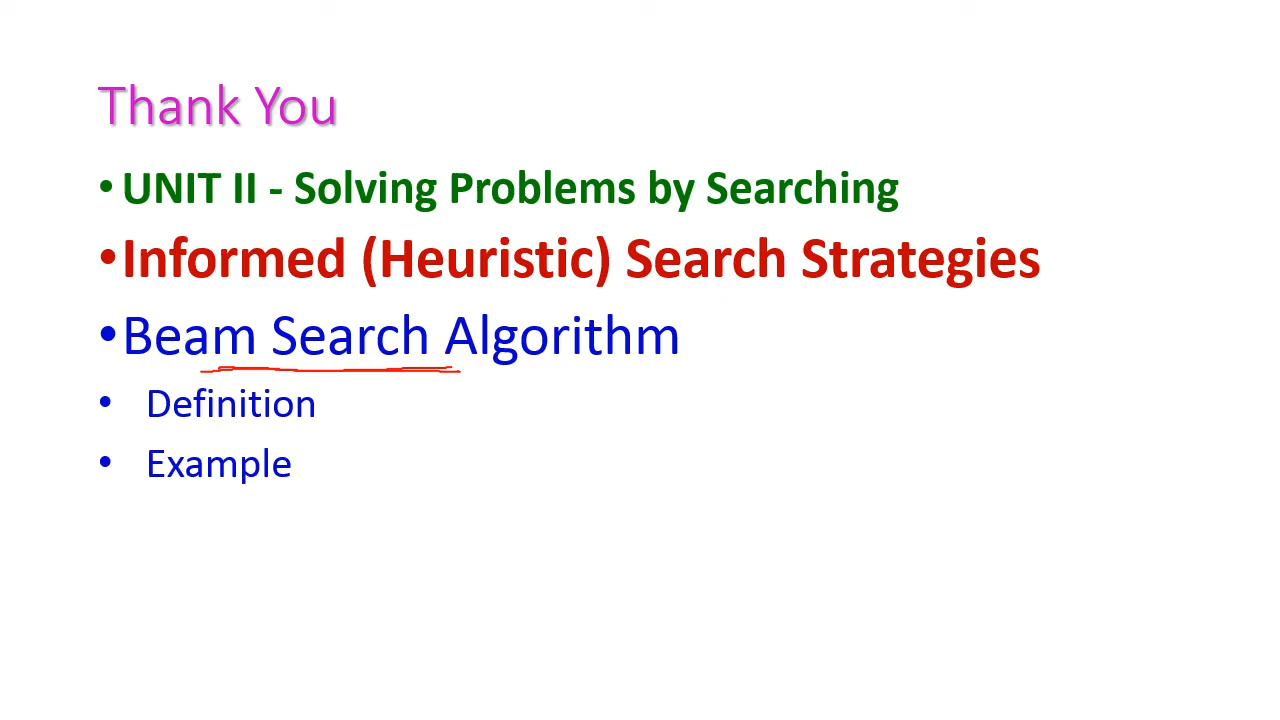 Thank You
• UNIT II - Solving Problems by Searching
•Informed (Heuristic) Search Strategies
•Beam Search Algorithm
• Definition
• Example